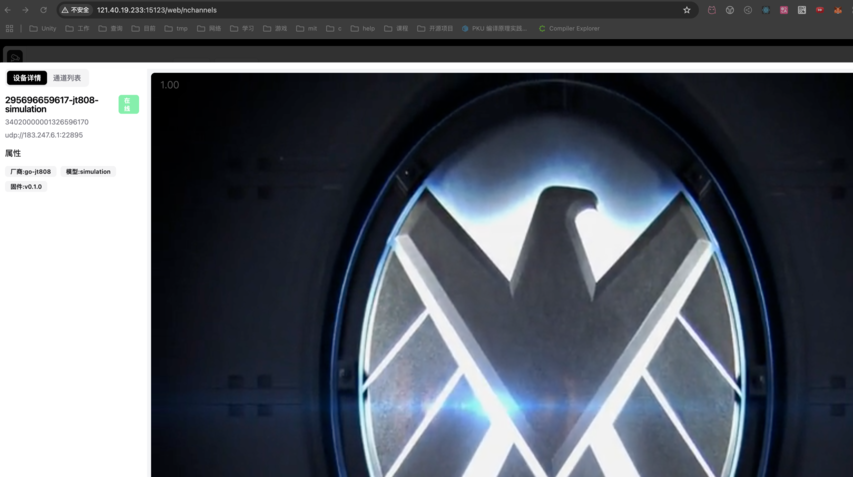 不安全 121.40.19.233:15123/web/nchannels
Unity 工作 查询 目前 tmp 网络 学习 游戏 mit c help 课程 开源项目 PKU 编译原理实践... Compiler Explorer
设备详情 通道列表
295696659617-jt808-simulation
在线
34020000001326596170
udp://183.247.6.1:22895
属性
厂商:go-jt808 模型:simulation
固件:v0.1.0
1.00